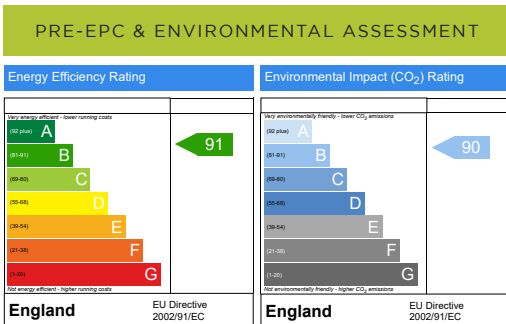 PRE-EPC & ENVIRONMENTAL ASSESSMENT
Energy Efficiency Rating
Very energy efficient - lower running costs
(92 plus) A
(81-91) B
(69-80) C
(55-68) D
(39-54) E
(21-38) F
(1-20) G
91
Not energy efficient - higher running costs
England
EU Directive
2002/91/EC
Environmental Impact (CO₂) Rating
Very environmentally friendly - lower CO₂ emissions
(92 plus) A
(81-91) B
(69-80) C
(55-68) D
(39-54) E
(21-38) F
(1-20) G
90
Not environmentally friendly - higher CO₂ emissions
England
EU Directive
2002/91/EC